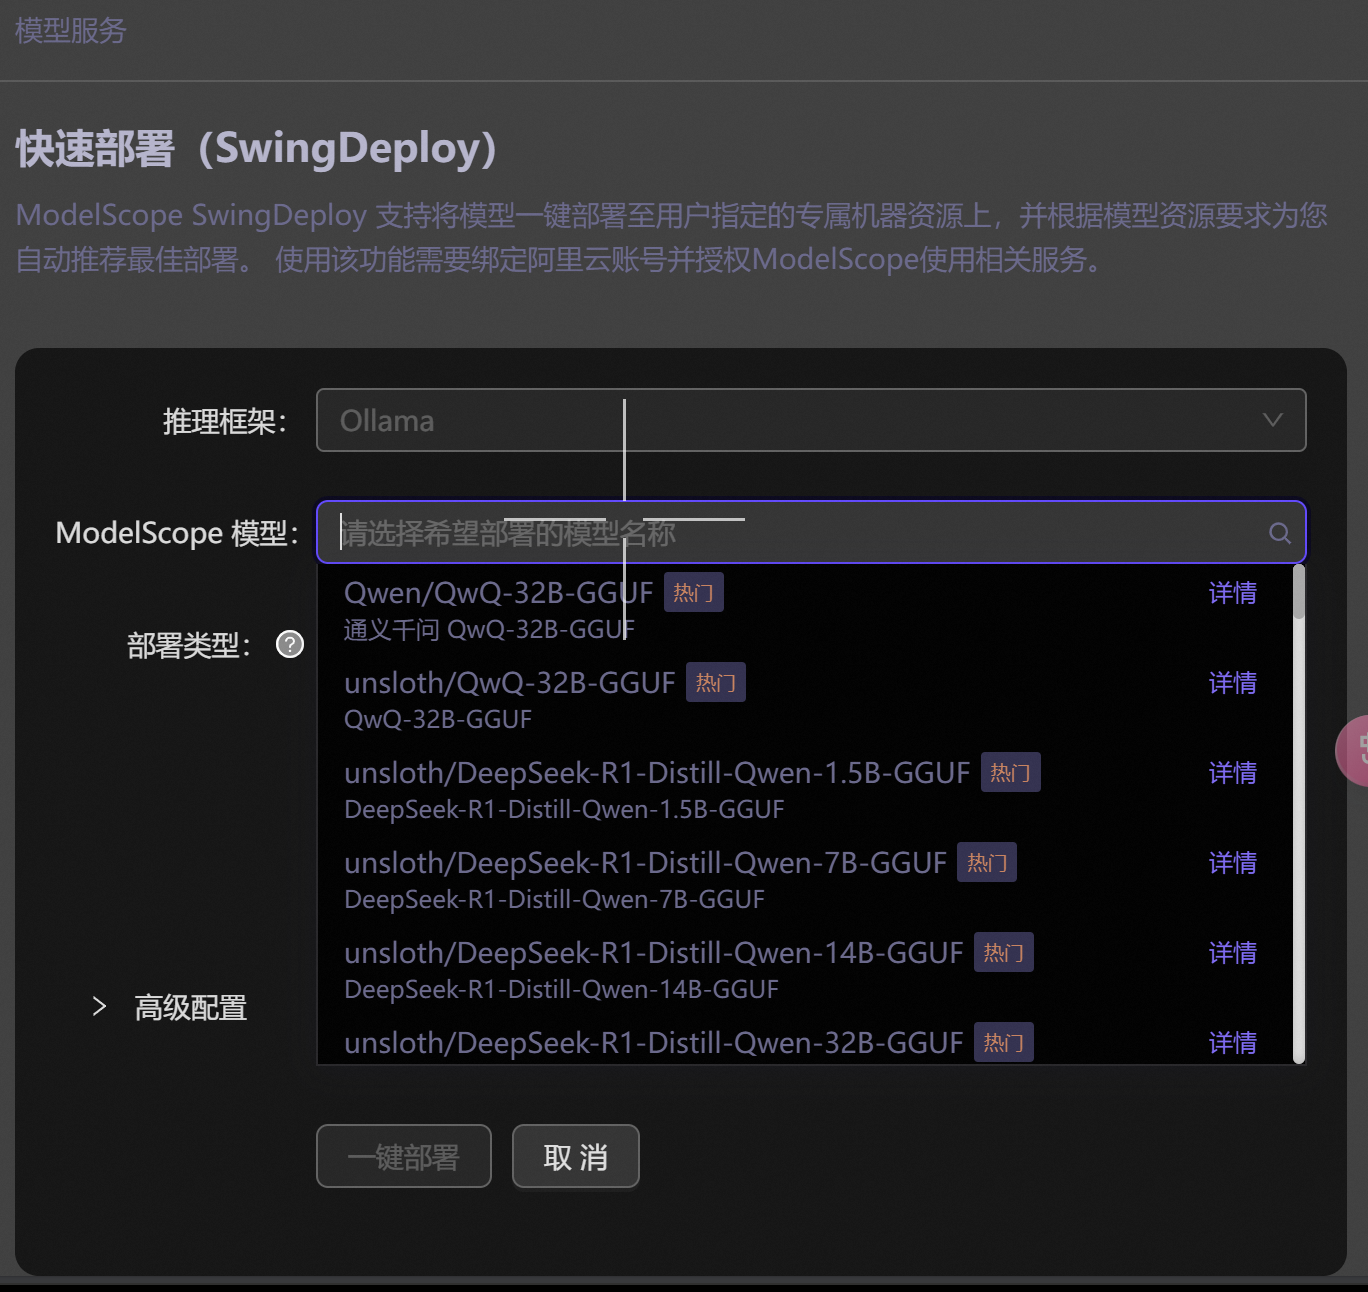 模型服务
快速部署（SwingDeploy）
ModelScope SwingDeploy 支持将模型一键部署至用户指定的专属机器资源上，并根据模型资源要求为您
自动推荐最佳部署。 使用该功能需要绑定阿里云账号并授权ModelScope使用相关服务。
推理框架： Ollama
ModelScope 模型： 请选择希望部署的模型名称
Qwen/QwQ-32B-GGUF 热门 详情
通义千问 QwQ-32B-GGUF
部署类型： ?
unsloth/QwQ-32B-GGUF 热门 详情
QwQ-32B-GGUF
unsloth/DeepSeek-R1-Distill-Qwen-1.5B-GGUF 热门 详情
DeepSeek-R1-Distill-Qwen-1.5B-GGUF
unsloth/DeepSeek-R1-Distill-Qwen-7B-GGUF 热门 详情
DeepSeek-R1-Distill-Qwen-7B-GGUF
unsloth/DeepSeek-R1-Distill-Qwen-14B-GGUF 热门 详情
DeepSeek-R1-Distill-Qwen-14B-GGUF
高级配置
unsloth/DeepSeek-R1-Distill-Qwen-32B-GGUF 热门 详情
一键部署 取 消